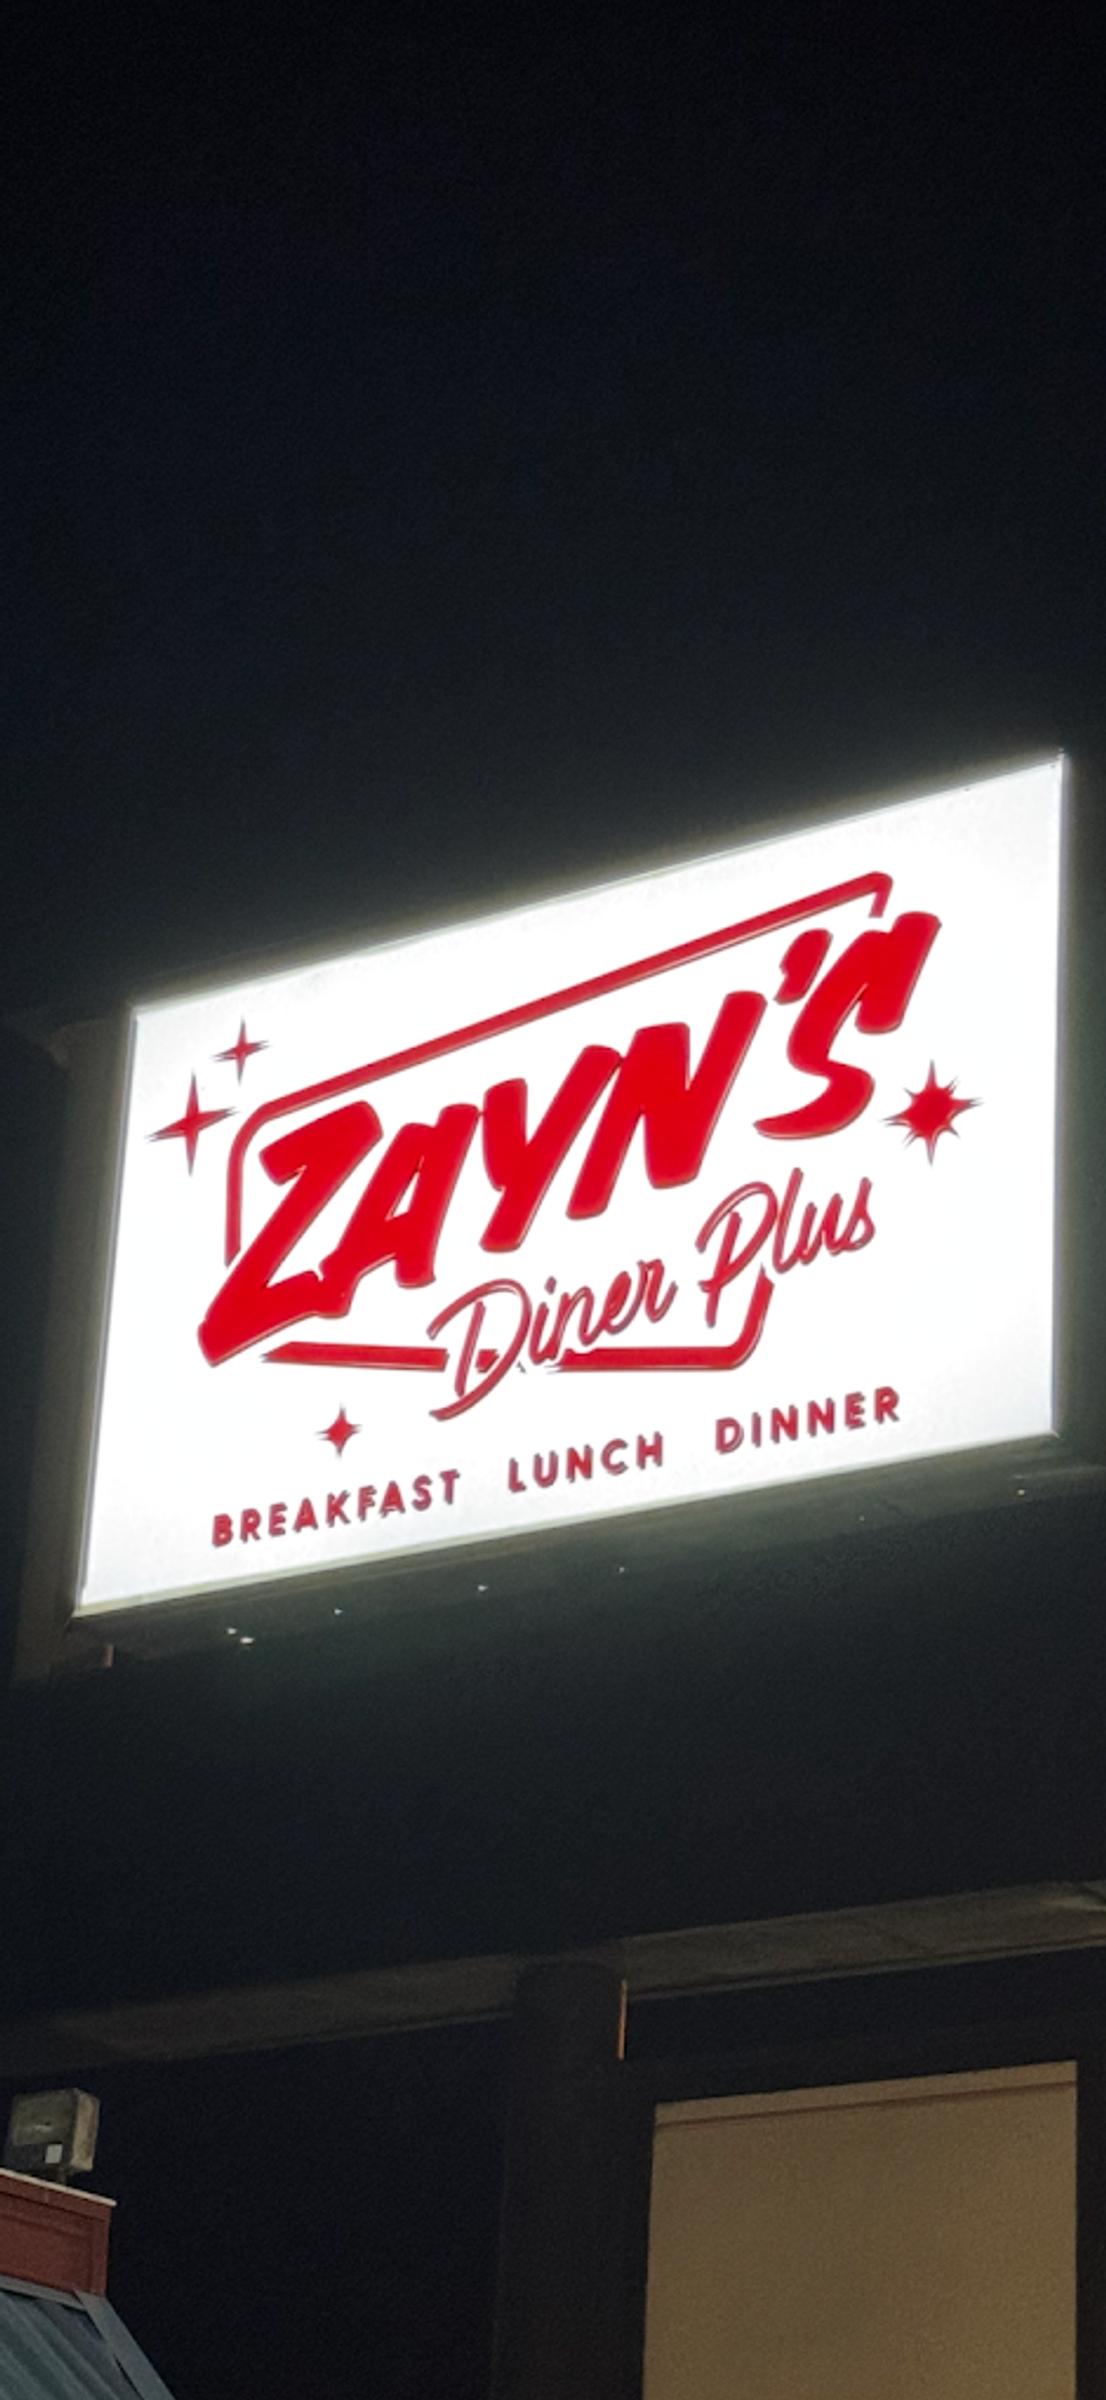 ZAYN'S
Diner Plus
BREAKFAST LUNCH DINNER